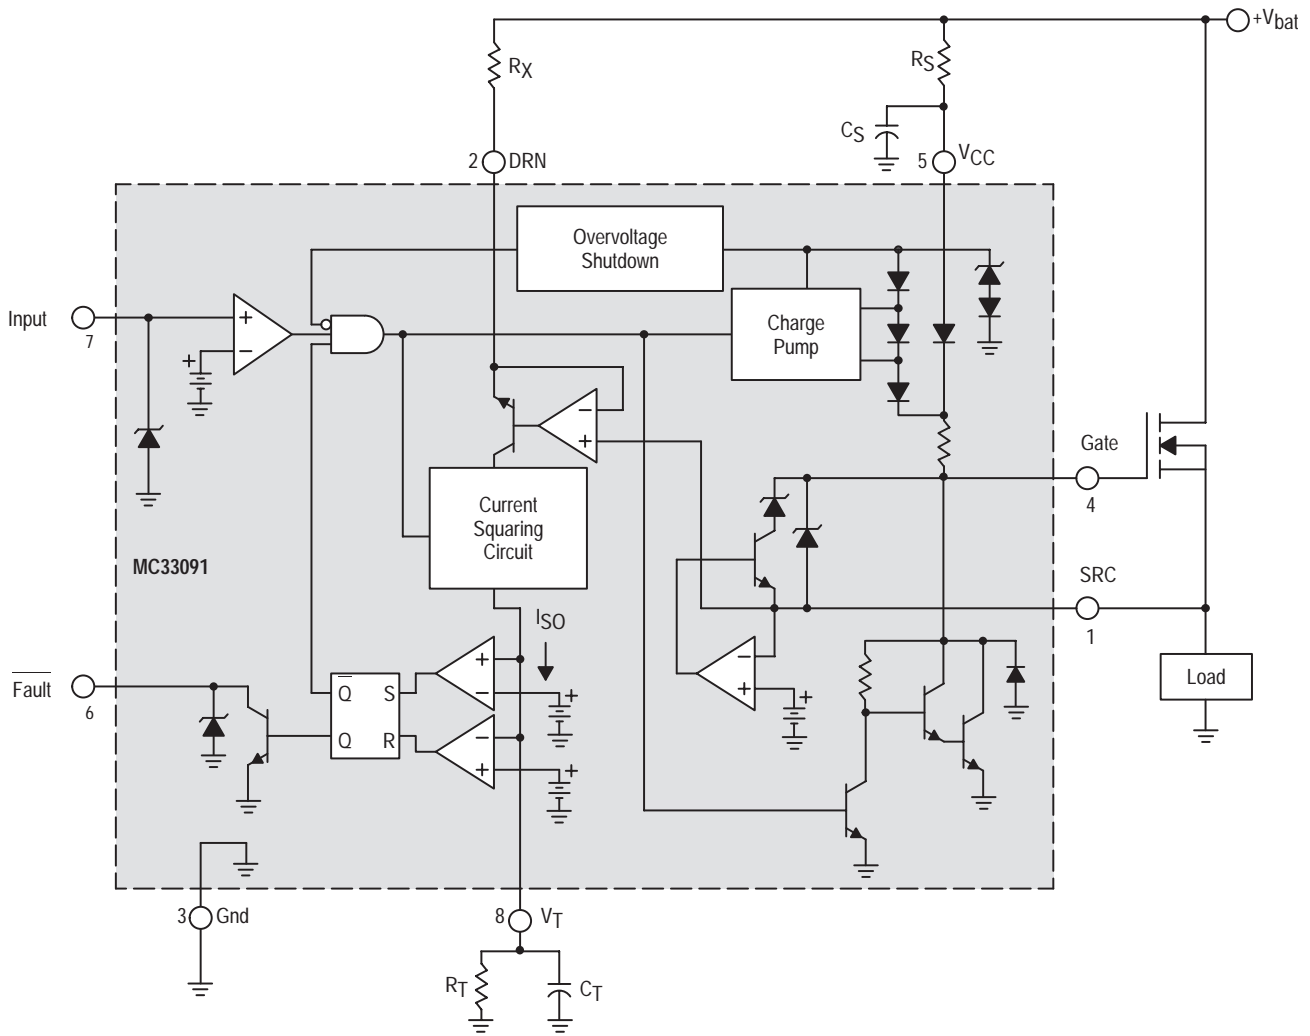 +Vbat
RX
RS
CS
2 DRN
5 VCC
Overvoltage
Shutdown
Input
7
+
−
+
Charge
Pump
−
+
Gate
4
Current
Squaring
Circuit
MC33091
SRC
1
ISO
Fault
6
Q S
Q R
+
−
+
−
+
+
−
+
+
Load
3 Gnd
8 VT
RT
CT